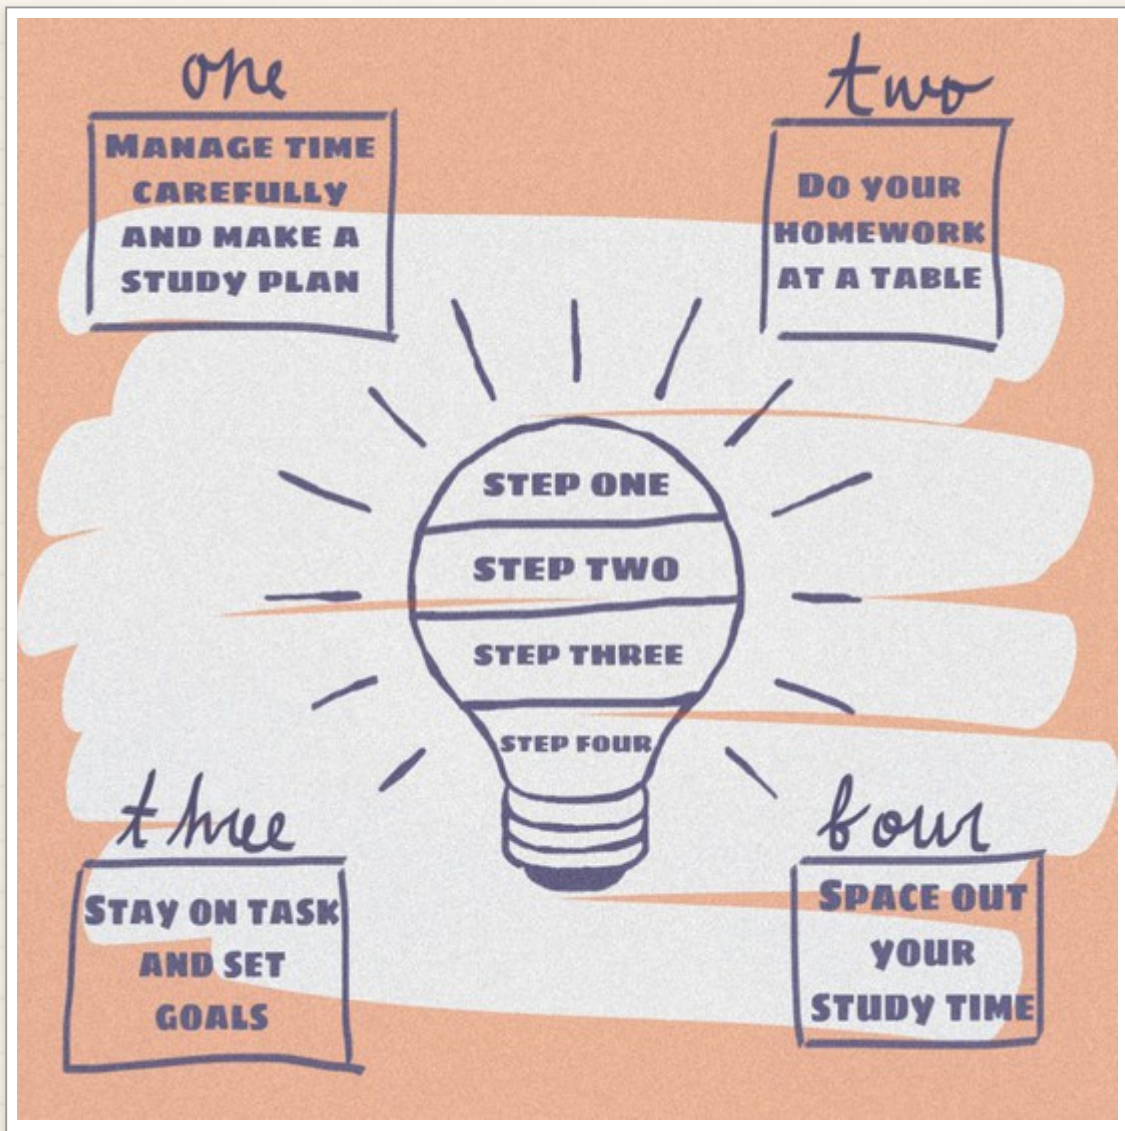 one
MANAGE TIME
CAREFULLY
AND MAKE A
STUDY PLAN
two
DO YOUR
HOMEWORK
AT A TABLE
STEP ONE
STEP TWO
STEP THREE
STEP FOUR
three
STAY ON TASK
AND SET
GOALS
four
SPACE OUT
YOUR
STUDY TIME